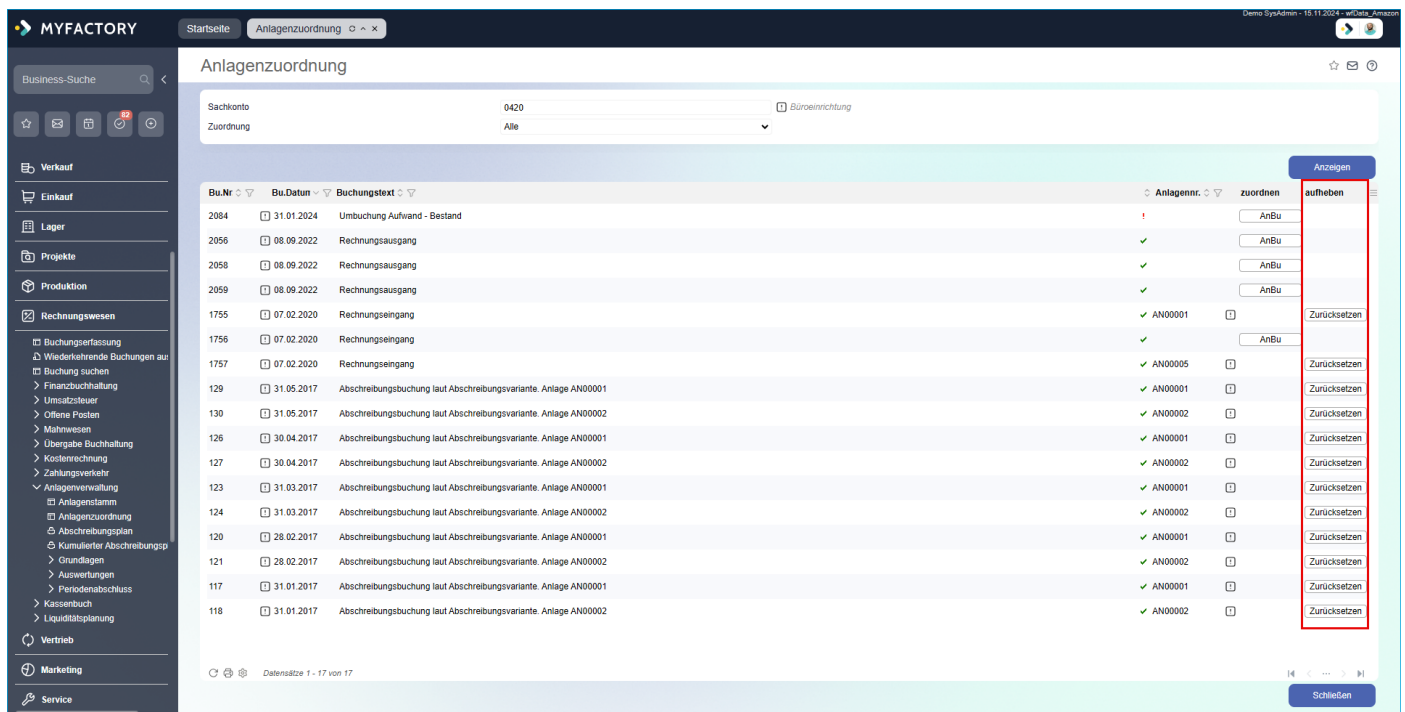 Demo SysAdmin - 15.11.2024 - wfData_Amazon
MYFACTORY
Startseite
Anlagenzuordnung
Business-Suche
Anlagenzuordnung
82
Sachkonto 0420 Büroeinrichtung
Zuordnung Alle
Anzeigen
Verkauf
Einkauf
Lager
Projekte
Produktion
Rechnungswesen
Buchungserfassung
Wiederkehrende Buchungen aus
Buchung suchen
Finanzbuchhaltung
Umsatzsteuer
Offene Posten
Mahnwesen
Übergabe Buchhaltung
Kostenrechnung
Zahlungsverkehr
Anlagenverwaltung
Anlagenstamm
Anlagenzuordnung
Abschreibungsplan
Kumulierter Abschreibungsp
Grundlagen
Auswertungen
Periodenabschluss
Kassenbuch
Liquiditätsplanung
Vertrieb
Marketing
Service
Bu.Nr Bu.Datun Buchungstext Anlagennr. zuordnen aufheben
2084 31.01.2024 Umbuchung Aufwand - Bestand ! AnBu
2056 08.09.2022 Rechnungsausgang AnBu
2058 08.09.2022 Rechnungsausgang AnBu
2059 08.09.2022 Rechnungsausgang AnBu
1755 07.02.2020 Rechnungseingang AN00001 Zurücksetzen
1756 07.02.2020 Rechnungseingang AnBu
1757 07.02.2020 Rechnungseingang AN00005 Zurücksetzen
129 31.05.2017 Abschreibungsbuchung laut Abschreibungsvariante. Anlage AN00001 AN00001 Zurücksetzen
130 31.05.2017 Abschreibungsbuchung laut Abschreibungsvariante. Anlage AN00002 AN00002 Zurücksetzen
126 30.04.2017 Abschreibungsbuchung laut Abschreibungsvariante. Anlage AN00001 AN00001 Zurücksetzen
127 30.04.2017 Abschreibungsbuchung laut Abschreibungsvariante. Anlage AN00002 AN00002 Zurücksetzen
123 31.03.2017 Abschreibungsbuchung laut Abschreibungsvariante. Anlage AN00001 AN00001 Zurücksetzen
124 31.03.2017 Abschreibungsbuchung laut Abschreibungsvariante. Anlage AN00002 AN00002 Zurücksetzen
120 28.02.2017 Abschreibungsbuchung laut Abschreibungsvariante. Anlage AN00001 AN00001 Zurücksetzen
121 28.02.2017 Abschreibungsbuchung laut Abschreibungsvariante. Anlage AN00002 AN00002 Zurücksetzen
117 31.01.2017 Abschreibungsbuchung laut Abschreibungsvariante. Anlage AN00001 AN00001 Zurücksetzen
118 31.01.2017 Abschreibungsbuchung laut Abschreibungsvariante. Anlage AN00002 AN00002 Zurücksetzen
Datensätze 1 - 17 von 17
Schließen